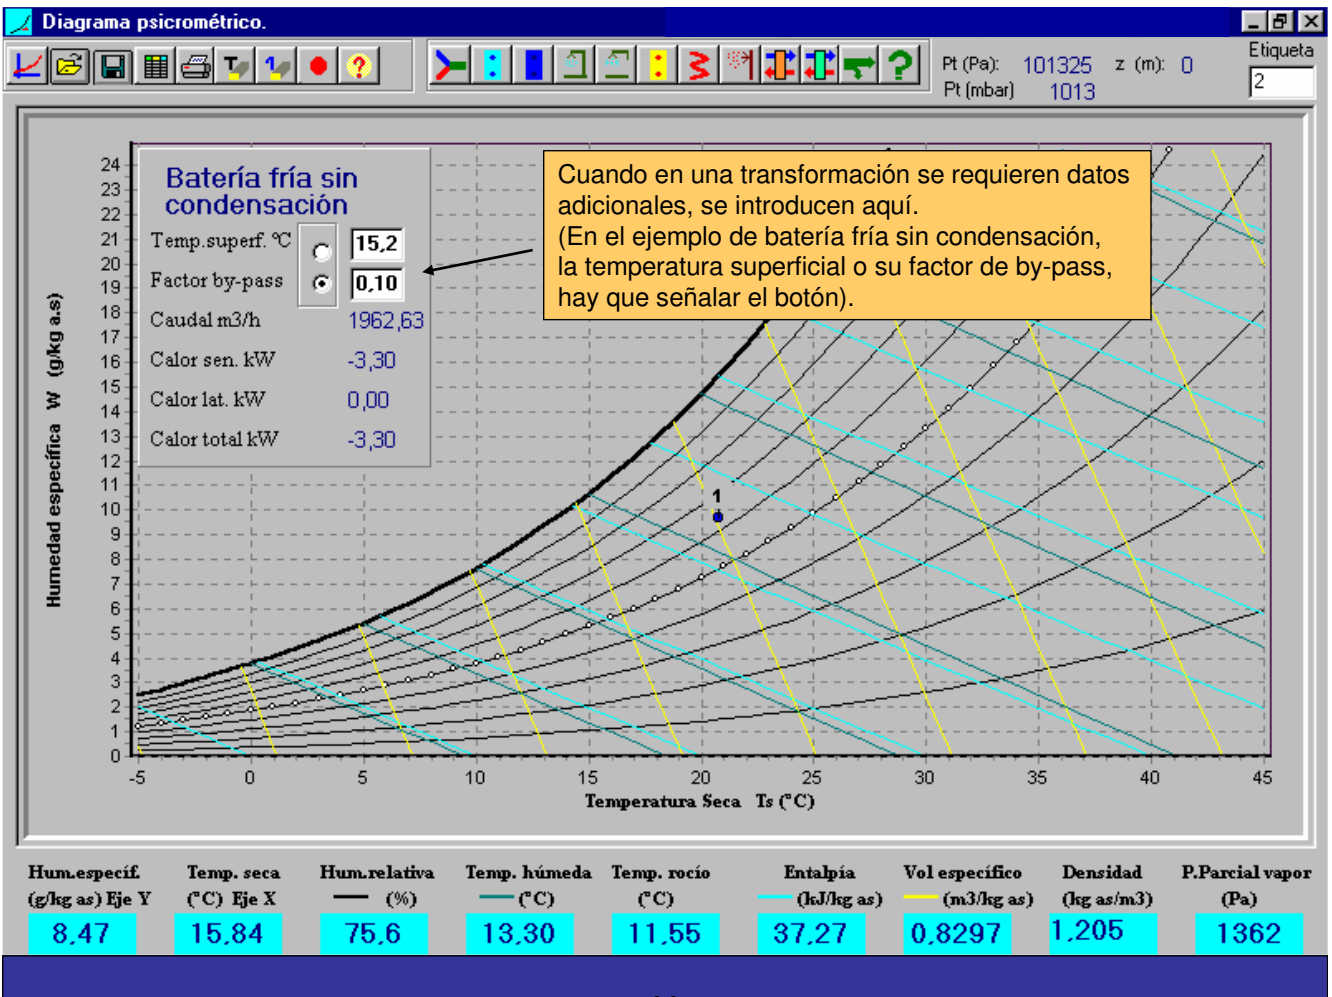 Diagrama psicrométrico.
Pt (Pa): 101325 z (m): 0
Pt (mbar) 1013
Etiqueta
2
Batería fría sin
condensación
Temp.superf. ºC 15,2
Factor by-pass 0,10
Caudal m3/h 1962,63
Calor sen. kW -3,30
Calor lat. kW 0,00
Calor total kW -3,30
Cuando en una transformación se requieren datos
adicionales, se introducen aquí.
(En el ejemplo de batería fría sin condensación,
la temperatura superficial o su factor de by-pass,
hay que señalar el botón).
Humedad específica W (g/kg a.s)
24
23
22
21
20
19
18
17
16
15
14
13
12
11
10
9
8
7
6
5
4
3
2
1
0
1
-5 0 5 10 15 20 25 30 35 40 45
Temperatura Seca Ts (°C)
Hum.específ. Temp. seca Hum.relativa Temp. húmeda Temp. rocío Entalpía Vol específico Densidad P.Parcial vapor
(g/kg as) Eje Y (°C) Eje X (%) (°C) (°C) (kJ/kg as) (m3/kg as) (kg as/m3) (Pa)
8,47 15,84 75,6 13,30 11,55 37,27 0,8297 1,205 1362